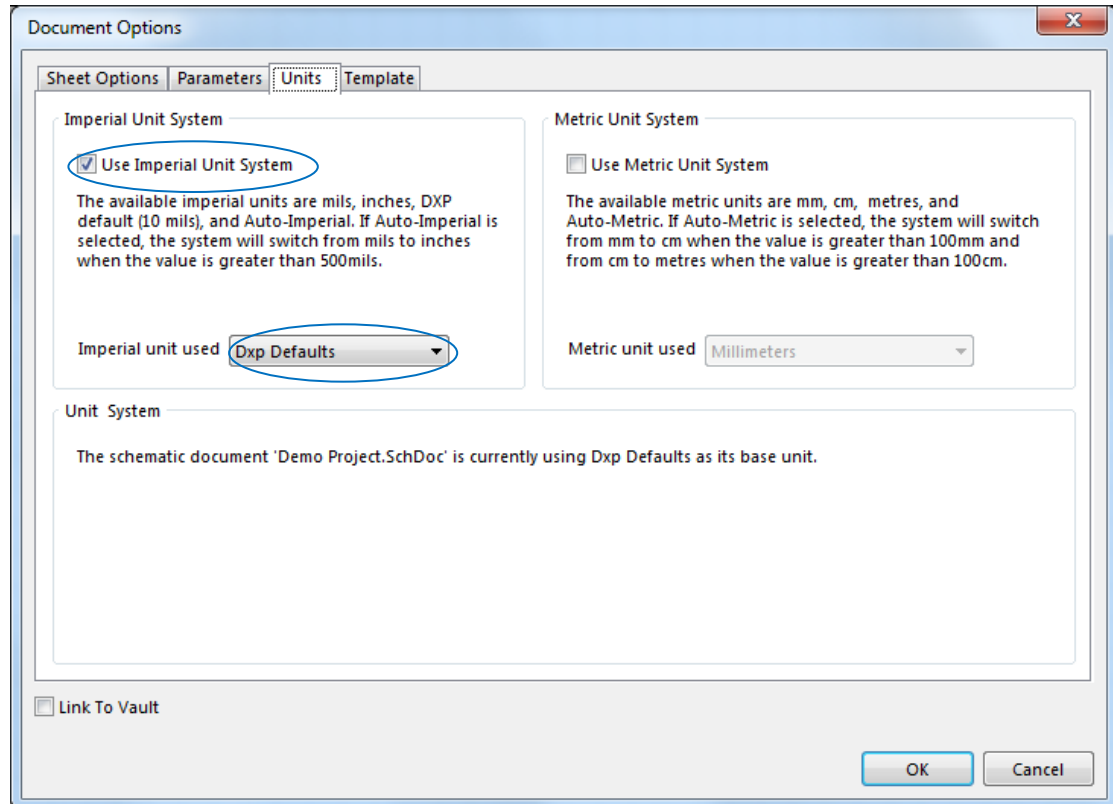 Document Options
Sheet Options Parameters Units Template
Imperial Unit System
Use Imperial Unit System
The available imperial units are mils, inches, DXP
default (10 mils), and Auto-Imperial. If Auto-Imperial is
selected, the system will switch from mils to inches
when the value is greater than 500mils.
Imperial unit used Dxp Defaults
Metric Unit System
Use Metric Unit System
The available metric units are mm, cm, metres, and
Auto-Metric. If Auto-Metric is selected, the system will switch
from mm to cm when the value is greater than 100mm and
from cm to metres when the value is greater than 100cm.
Metric unit used Millimeters
Unit System
The schematic document 'Demo Project.SchDoc' is currently using Dxp Defaults as its base unit.
Link To Vault
OK Cancel